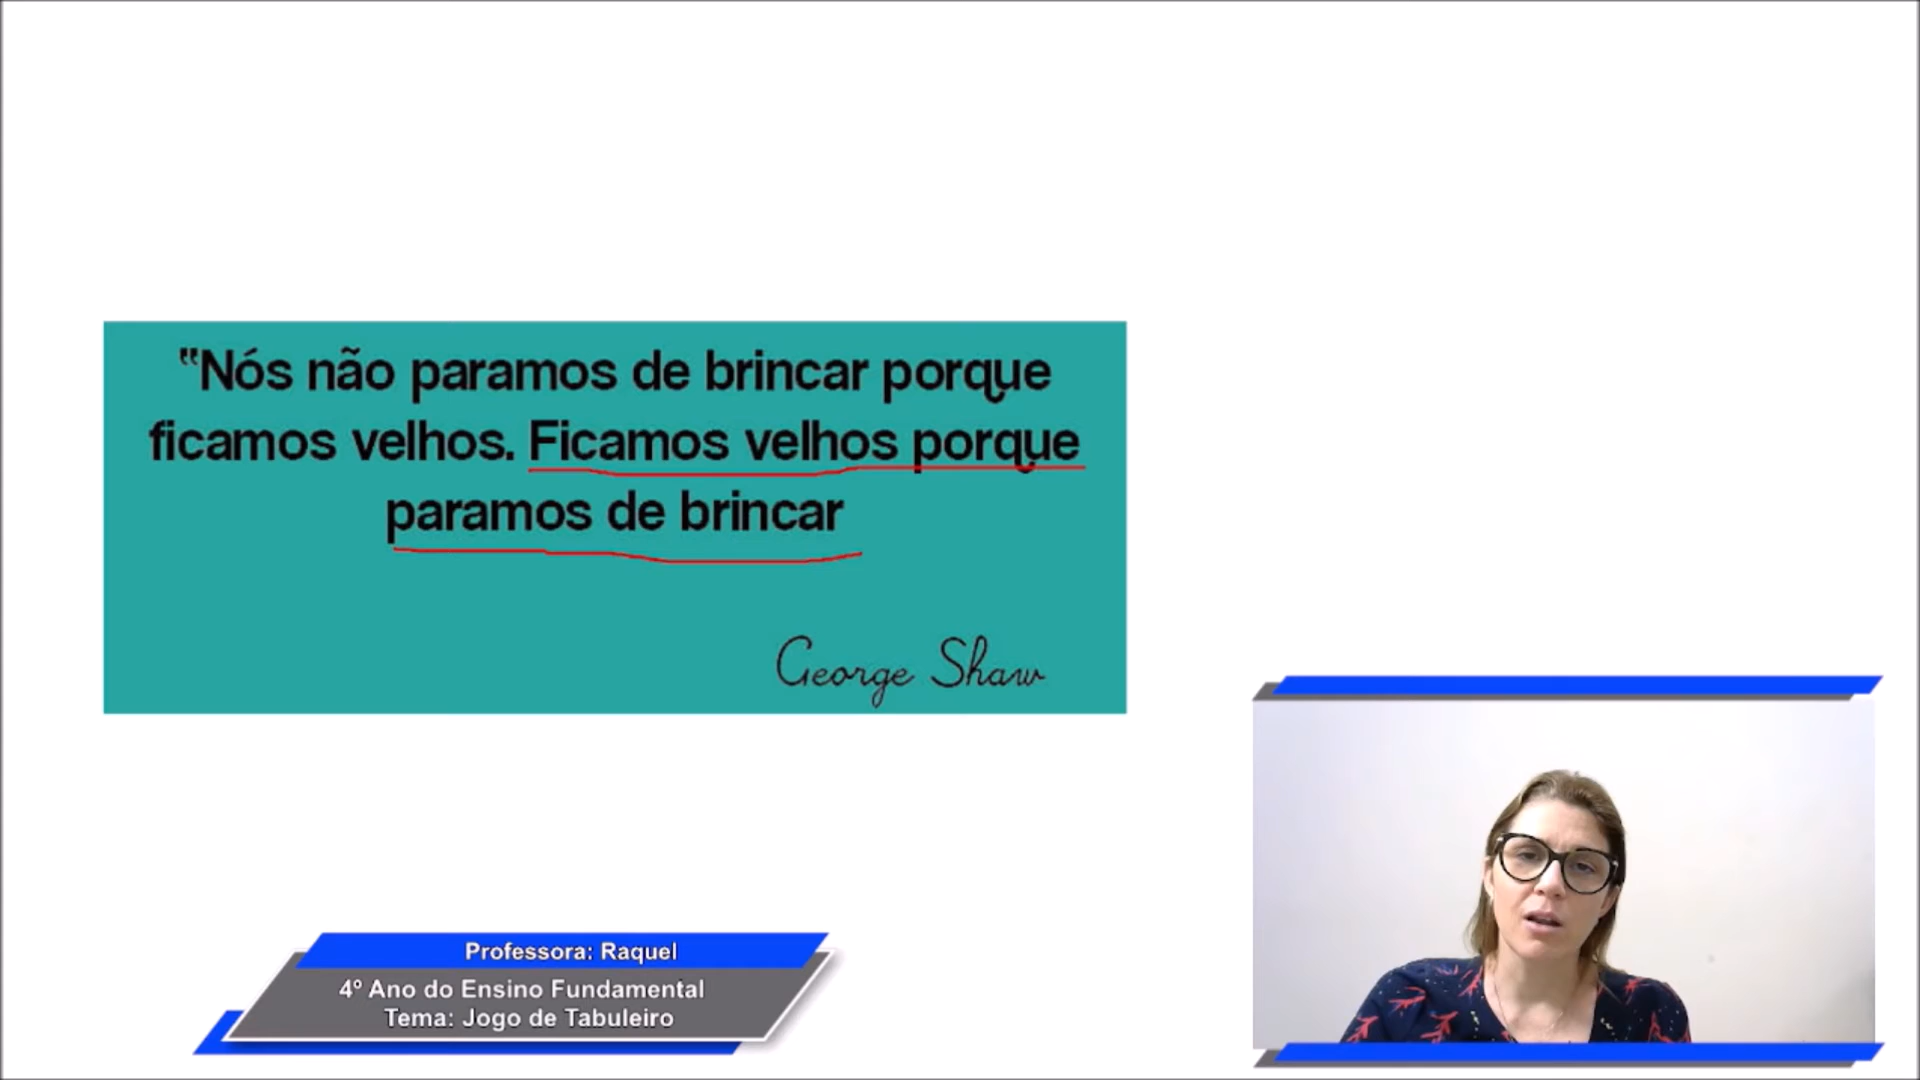 "Nós não paramos de brincar porque
ficamos velhos. Ficamos velhos porque
paramos de brincar
George Shaw
Professora: Raquel
4º Ano do Ensino Fundamental
Tema: Jogo de Tabuleiro